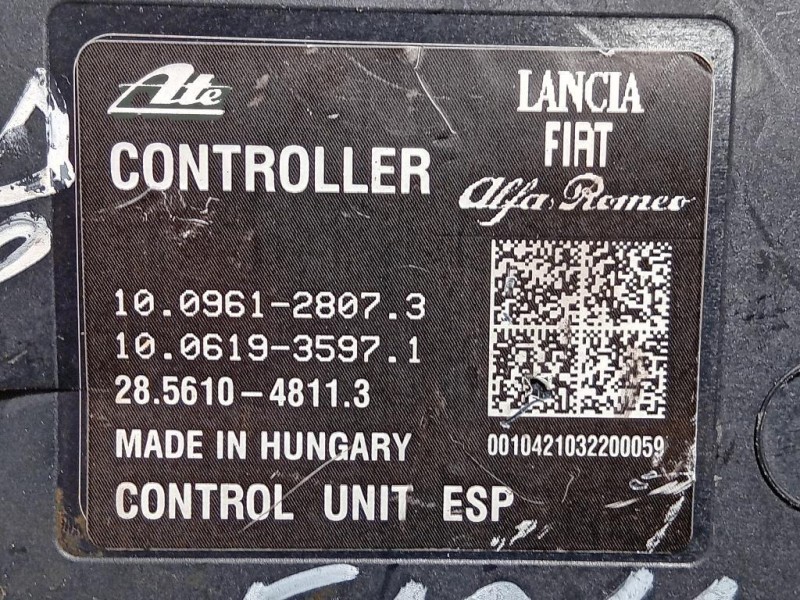 Ate
LANCIA
FIAT
Alfa Romeo
CONTROLLER
10.0961-2807.3
10.0619-3597.1
28.5610-4811.3
MADE IN HUNGARY
0010421032200059
CONTROL UNIT ESP